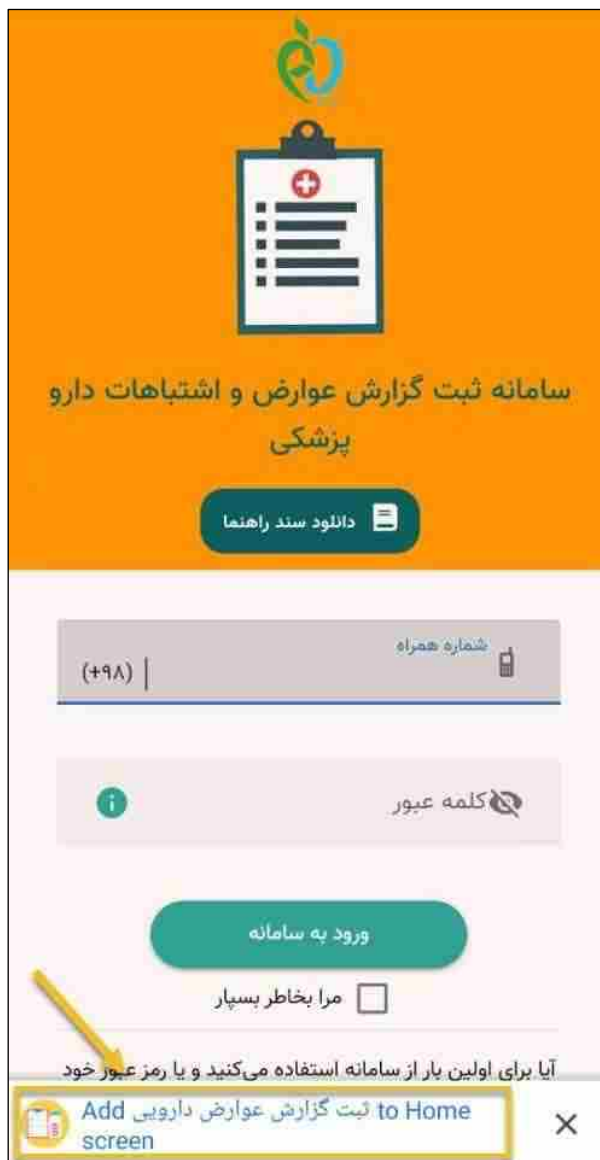 سامانه ثبت گزارش عوارض و اشتباهات دارو
پزشکی
دانلود سند راهنما
شماره همراه
(+۹۸)
کلمه عبور
ورود به سامانه
مرا بخاطر بسپار
آیا برای اولین بار از سامانه استفاده می‌کنید و یا رمز عبور خود
Add ثبت گزارش عوارض دارویی to Home
screen